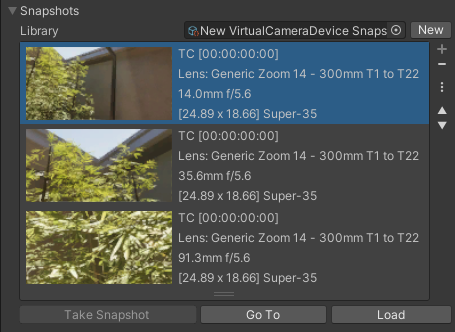 Snapshots
Library New VirtualCameraDevice Snaps New
TC [00:00:00:00]
Lens: Generic Zoom 14 - 300mm T1 to T22
14.0mm f/5.6
[24.89 x 18.66] Super-35
TC [00:00:00:00]
Lens: Generic Zoom 14 - 300mm T1 to T22
35.6mm f/5.6
[24.89 x 18.66] Super-35
TC [00:00:00:00]
Lens: Generic Zoom 14 - 300mm T1 to T22
91.3mm f/5.6
[24.89 x 18.66] Super-35
Take Snapshot Go To Load